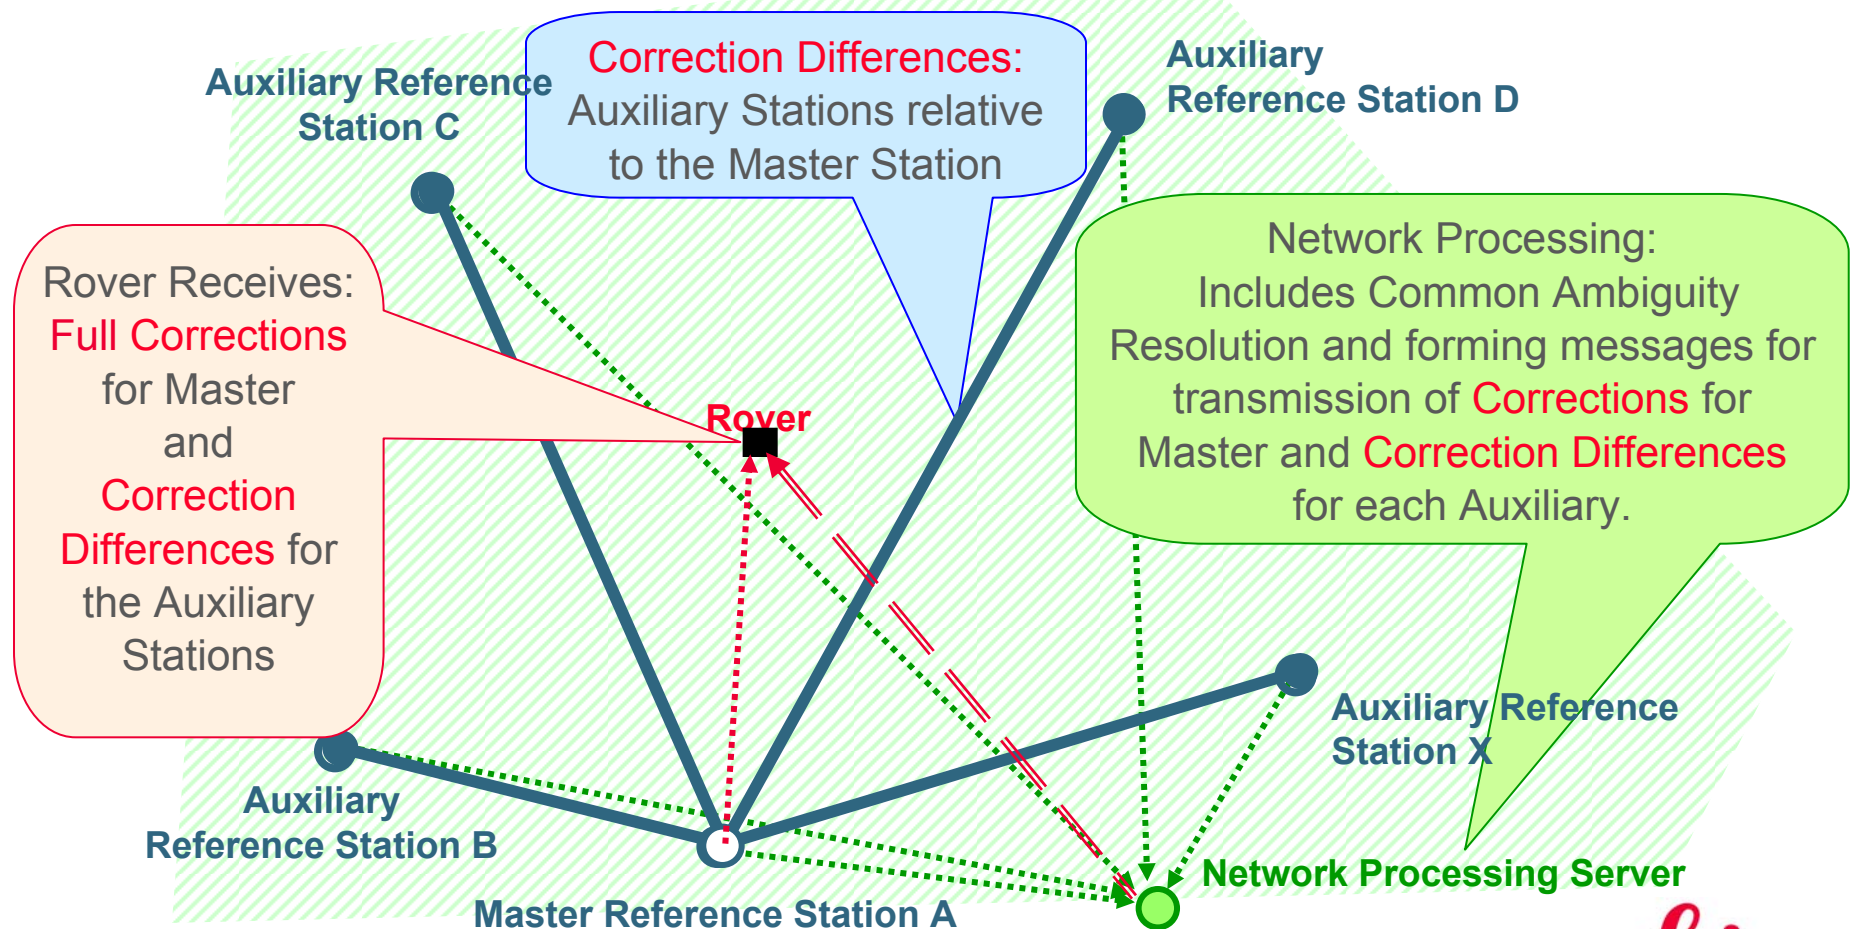 Correction Differences:
Auxiliary Stations relative
to the Master Station
Auxiliary Reference
Station C
Auxiliary
Reference Station D
Rover Receives:
Full Corrections
for Master
and
Correction
Differences for
the Auxiliary
Stations
Network Processing:
Includes Common Ambiguity
Resolution and forming messages for
transmission of Corrections for
Master and Correction Differences
for each Auxiliary.
Rover
Auxiliary Reference
Station X
Auxiliary
Reference Station B
Network Processing Server
Master Reference Station A